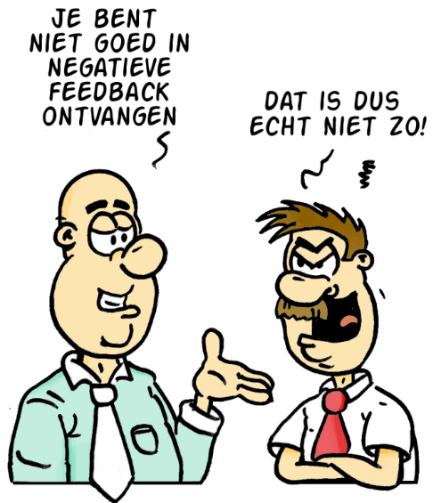 JE BENT
NIET GOED IN
NEGATIEVE
FEEDBACK
ONTVANGEN
DAT IS DUS
ECHT NIET ZO!